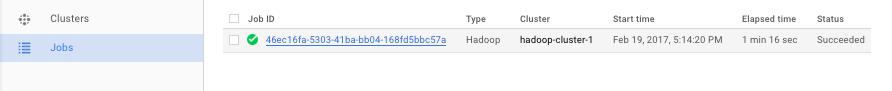 Clusters
Jobs
Job ID Type Cluster Start time Elapsed time Status
46ec16fa-5303-41ba-bb04-168fd5bbc57a Hadoop hadoop-cluster-1 Feb 19, 2017, 5:14:20 PM 1 min 16 sec Succeeded